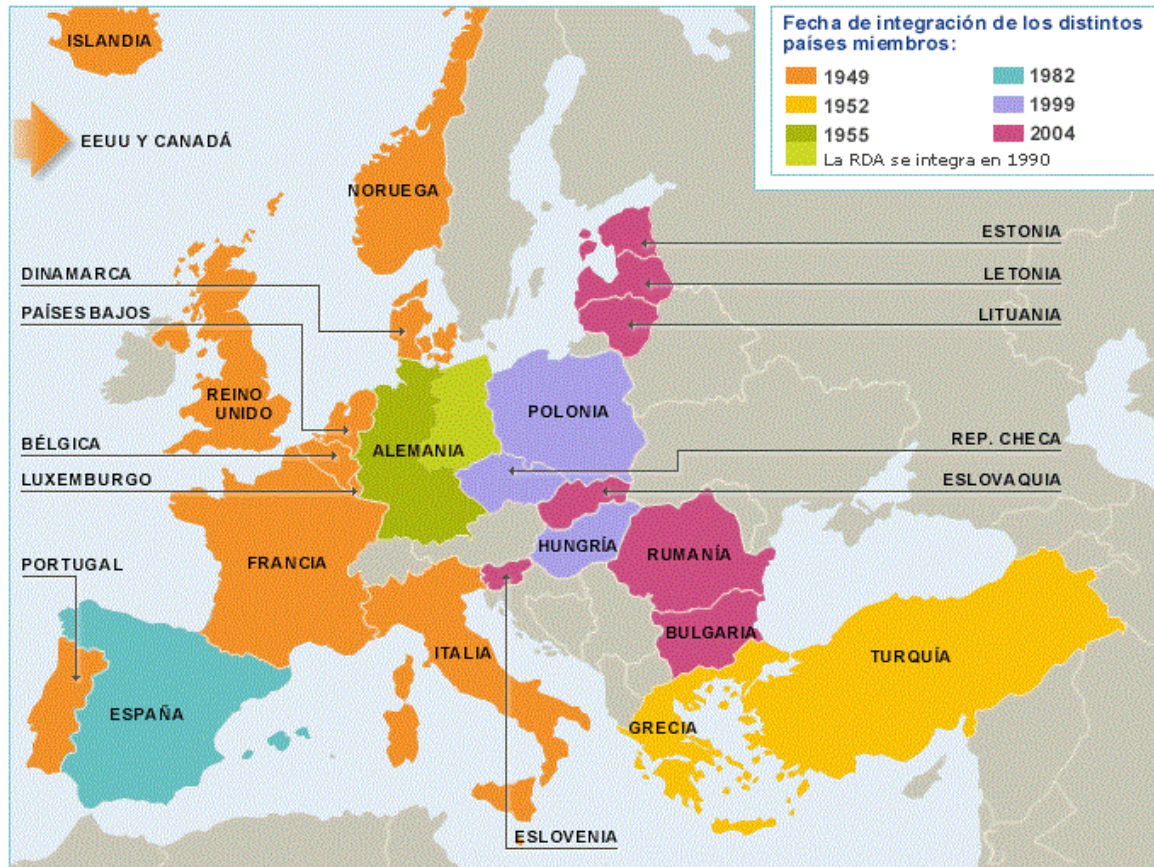 ISLANDIA
Fecha de integración de los distintos
países miembros:
1949
1982
1952
1999
1955
2004
La RDA se integra en 1990
EEUU Y CANADÁ
NORUEGA
ESTONIA
DINAMARCA
LETONIA
PAÍSES BAJOS
LITUANIA
REINO
UNIDO
POLONIA
BÉLGICA
ALEMANIA
REP. CHECA
LUXEMBURGO
ESLOVAQUIA
HUNGRÍA
RUMANÍA
PORTUGAL
FRANCIA
BULGARIA
ITALIA
TURQUÍA
ESPAÑA
GRECIA
ESLOVENIA